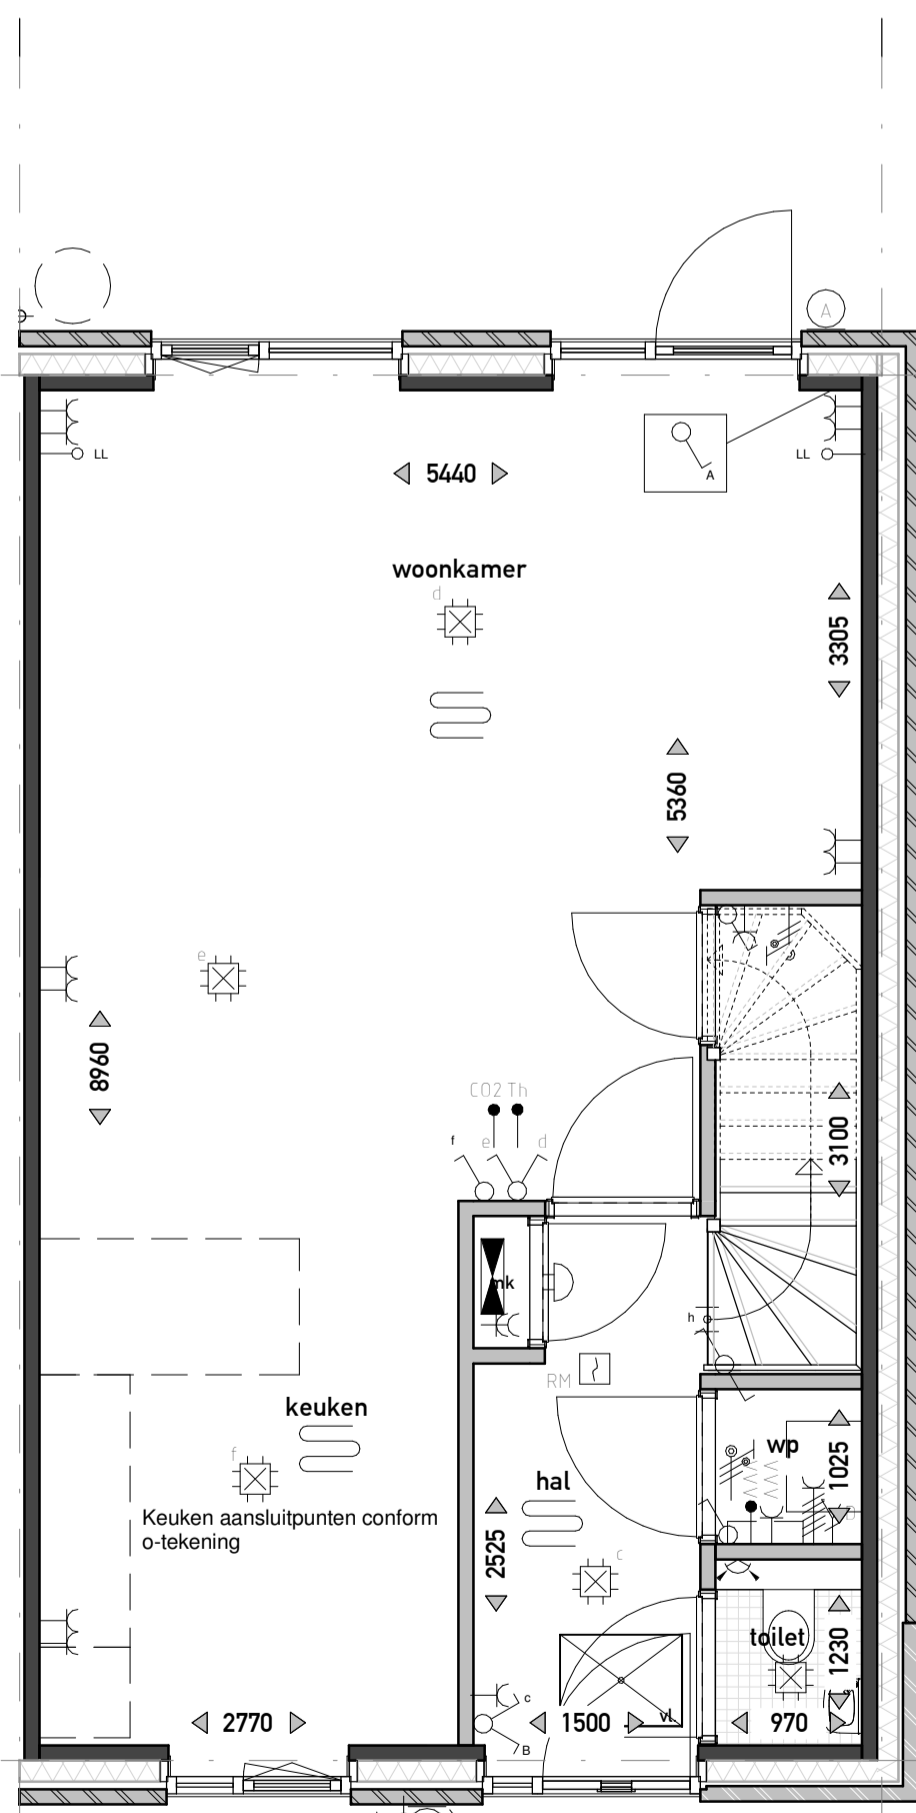 A
LL
LL
A
5440
woonkamer
d
3305
5360
e
8960
CO2 Th
f
e
d
3100
mk
h
RM
keuken
f
Keuken aansluitpunten conform
o-tekening
wp
1025
hal
2525
c
toilet
1230
c
B
2770
1500
vl.
970